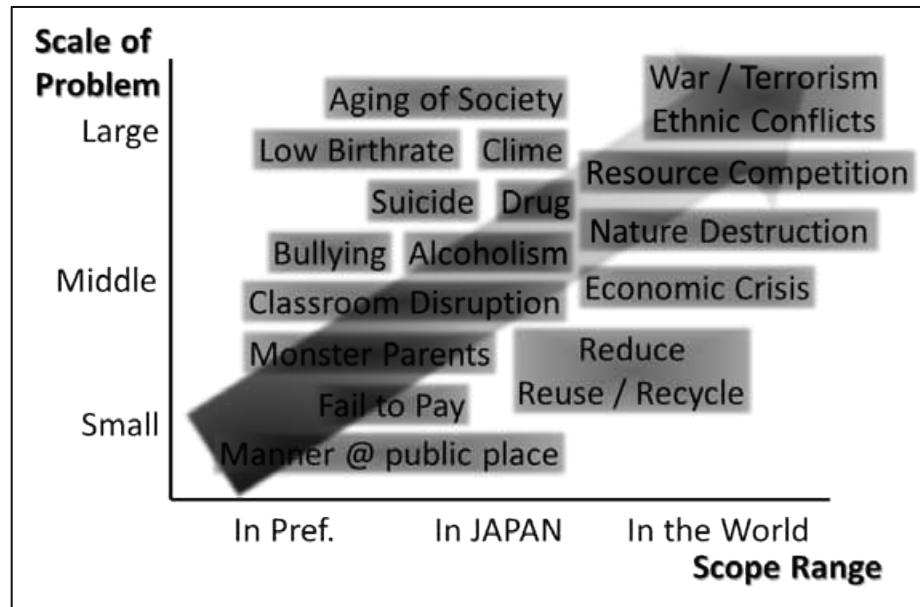 Scale of
Problem
Large
Middle
Small
Aging of Society
War / Terrorism
Ethnic Conflicts
Low Birthrate
Clime
Resource Competition
Suicide
Drug
Nature Destruction
Bullying
Alcoholism
Economic Crisis
Classroom Disruption
Monster Parents
Reduce
Reuse / Recycle
Fail to Pay
Manner @ public place
In Pref.
In JAPAN
In the World
Scope Range